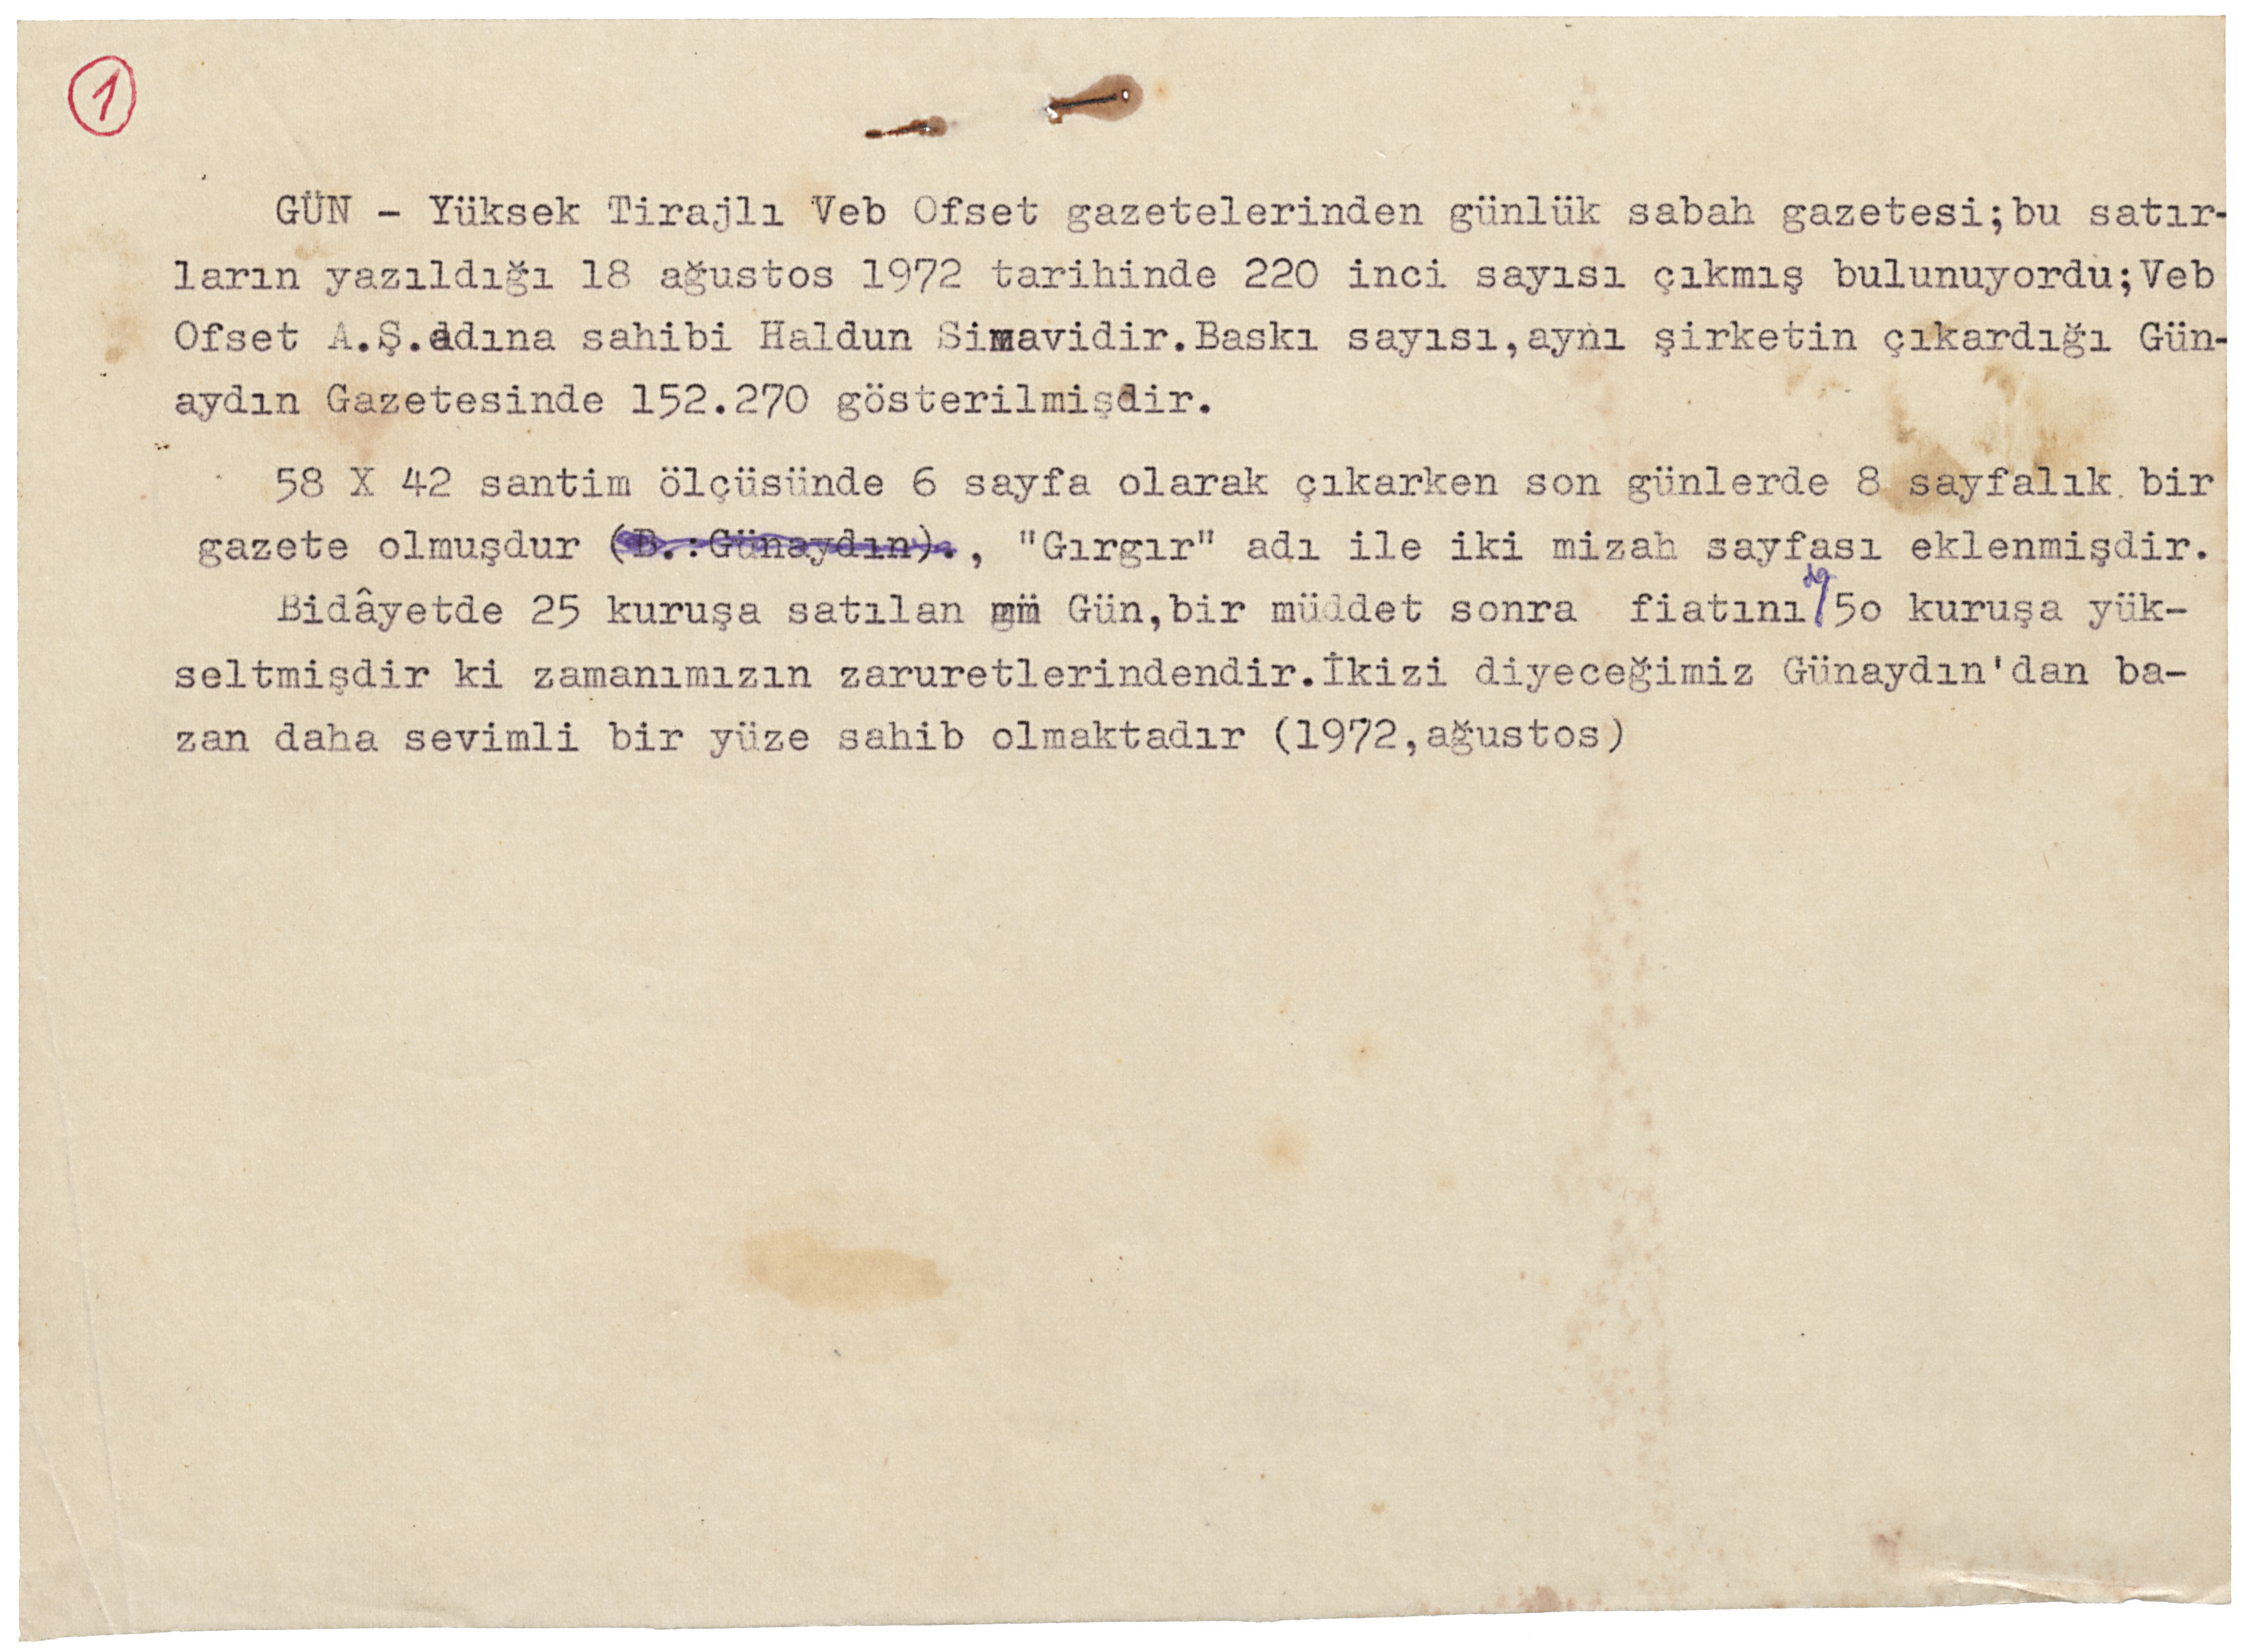 1
GÜN - Yüksek Tirajlı Veb Ofset gazetelerinden günlük sabah gazetesi;bu satır-
ların yazıldığı 18 ağustos 1972 tarihinde 220 inci sayısı çıkmış bulunuyordu;Veb
Ofset A.Ş.adına sahibi Haldun Simavidir.Baskı sayısı,aynı şirketin çıkardığı Gün-
aydın Gazetesinde 152.270 gösterilmişdir.
58 X 42 santim ölçüsünde 6 sayfa olarak çıkarken son günlerde 8 sayfalık bir
gazete olmuşdur (B.:Günaydın)., "Gırgır" adı ile iki mizah sayfası eklenmişdir.
Bidâyetde 25 kuruşa satılan Gün,bir müddet sonra fiatını 50 kuruşa yük-
seltmişdir ki zamanımızın zaruretlerindendir.İkizi diyeceğimiz Günaydın'dan ba-
zan daha sevimli bir yüze sahib olmaktadır (1972,ağustos)